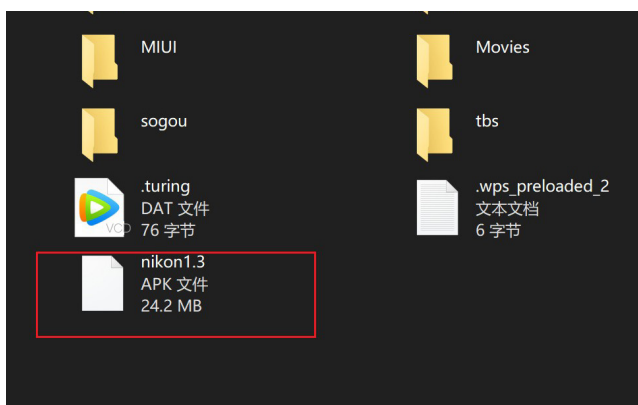 MIUI
Movies
sogou
tbs
.turing
DAT 文件
76 字节
VCD
.wps_preloaded_2
文本文档
6 字节
nikon1.3
APK 文件
24.2 MB